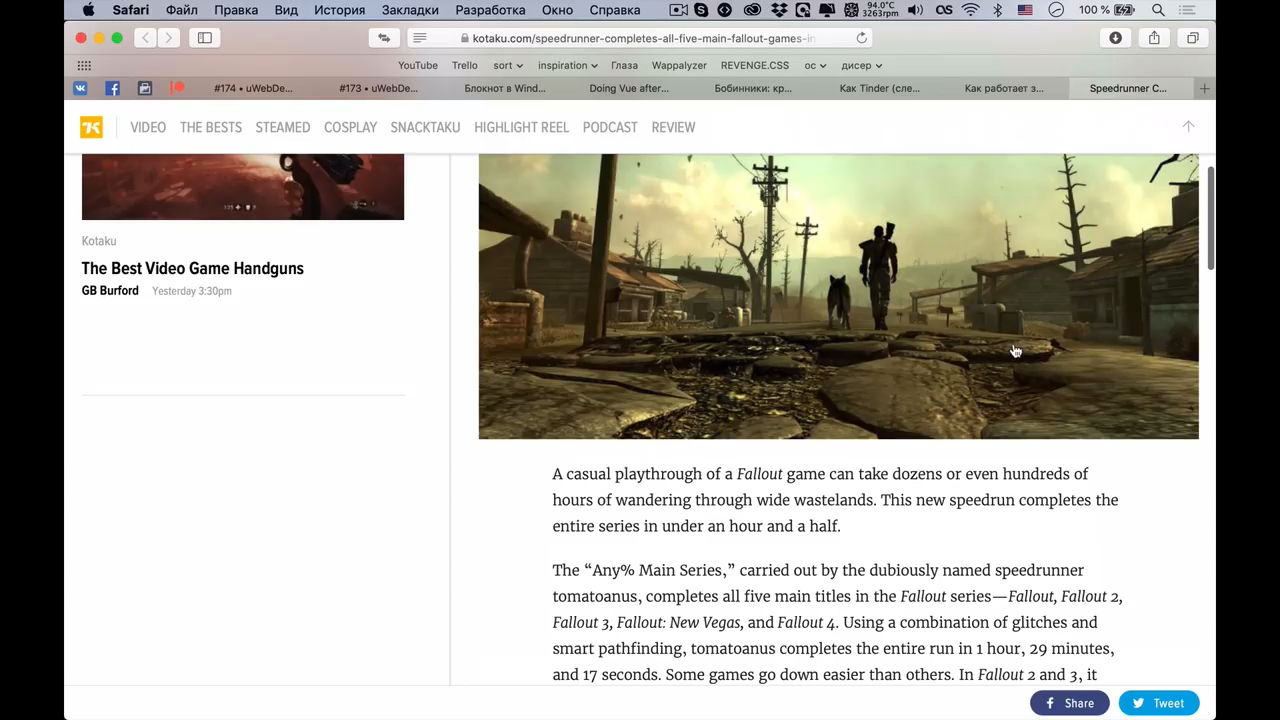 Safari Файл Правка Вид История Закладки Разработка Окно Справка 94.0°C 3263rpm 100 %
kotaku.com/speedrunner-completes-all-five-main-fallout-games-in
YouTube Trello sort inspiration Глаза Wappalyzer REVENGE.CSS ос дисер
#174 • uWebDe... #173 • uWebDe... Блокнот в Wind... Doing Vue after... Бобинники: кр... Как Tinder (сле... Как работает з... Speedrunner C...
VIDEO THE BESTS STEAMED COSPLAY SNACKTAKU HIGHLIGHT REEL PODCAST REVIEW
Kotaku
The Best Video Game Handguns
GB Burford Yesterday 3:30pm
A casual playthrough of a Fallout game can take dozens or even hundreds of
hours of wandering through wide wastelands. This new speedrun completes the
entire series in under an hour and a half.
The “Any% Main Series,” carried out by the dubiously named speedrunner
tomatoanus, completes all five main titles in the Fallout series—Fallout, Fallout 2,
Fallout 3, Fallout: New Vegas, and Fallout 4. Using a combination of glitches and
smart pathfinding, tomatoanus completes the entire run in 1 hour, 29 minutes,
and 17 seconds. Some games go down easier than others. In Fallout 2 and 3, it
Share Tweet